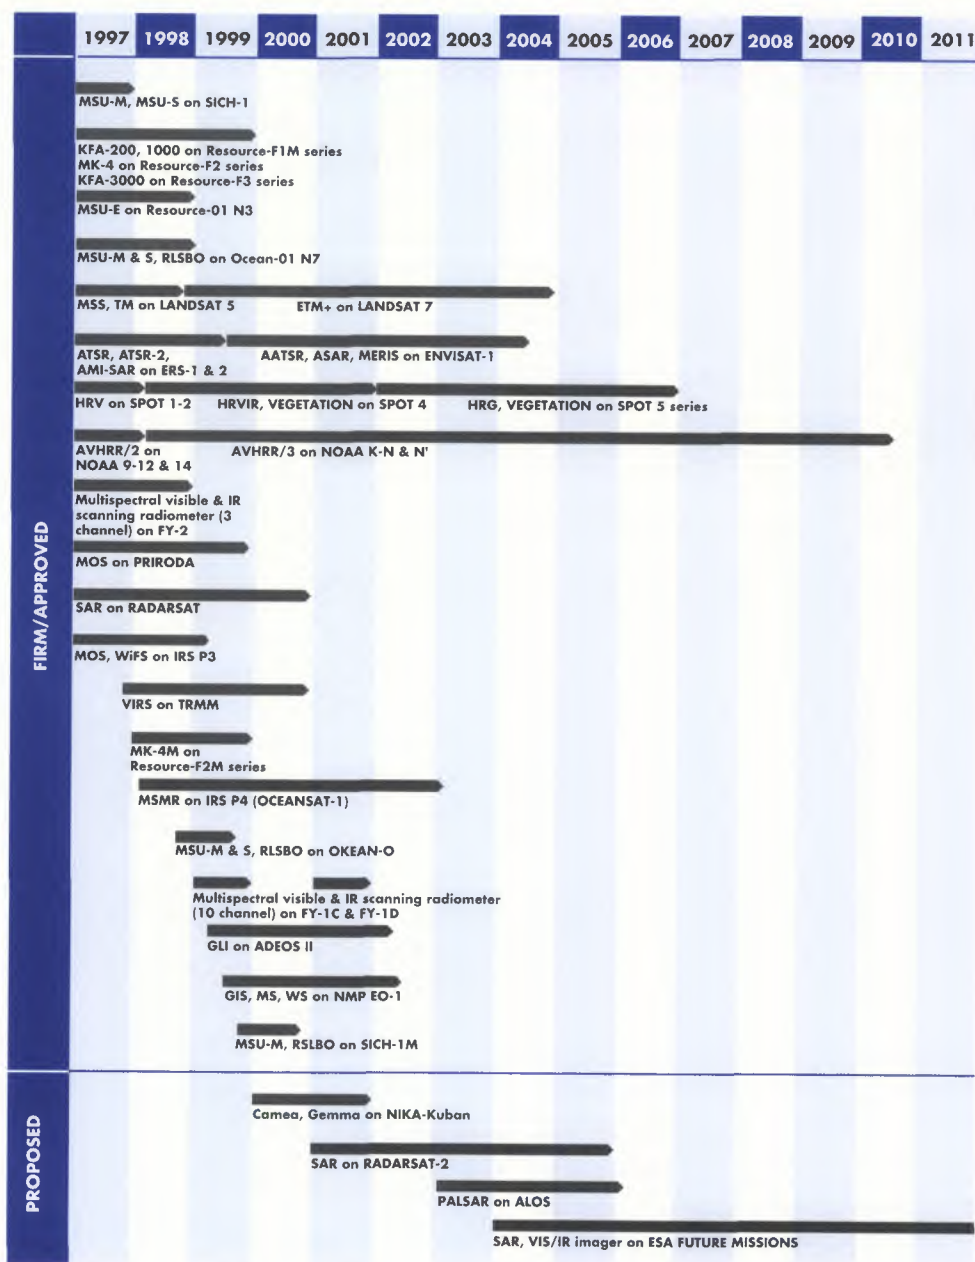 1997 1998 1999 2000 2001 2002 2003 2004 2005 2006 2007 2008 2009 2010 2011
FIRM/APPROVED
MSU-M, MSU-S on SICH-1
KFA-200, 1000 on Resource-F1M series
MK-4 on Resource-F2 series
KFA-3000 on Resource-F3 series
MSU-E on Resource-01 N3
MSU-M & S, RLSBO on Ocean-01 N7
MSS, TM on LANDSAT 5
ETM+ on LANDSAT 7
ATSR, ATSR-2,
AMI-SAR on ERS-1 & 2
AATSR, ASAR, MERIS on ENVISAT-1
HRV on SPOT 1-2
HRVIR, VEGETATION on SPOT 4
HRG, VEGETATION on SPOT 5 series
AVHRR/2 on
NOAA 9-12 & 14
AVHRR/3 on NOAA K-N & N'
Multispectral visible & IR
scanning radiometer (3
channel) on FY-2
MOS on PRIRODA
SAR on RADARSAT
MOS, WiFS on IRS P3
VIRS on TRMM
MK-4M on
Resource-F2M series
MSMR on IRS P4 (OCEANSAT-1)
MSU-M & S, RLSBO on OKEAN-O
Multispectral visible & IR scanning radiometer
(10 channel) on FY-1C & FY-1D
GLI on ADEOS II
GIS, MS, WS on NMP EO-1
MSU-M, RSLBO on SICH-1M
PROPOSED
Camea, Gemma on NIKA-Kuban
SAR on RADARSAT-2
PALSAR on ALOS
SAR, VIS/IR imager on ESA FUTURE MISSIONS